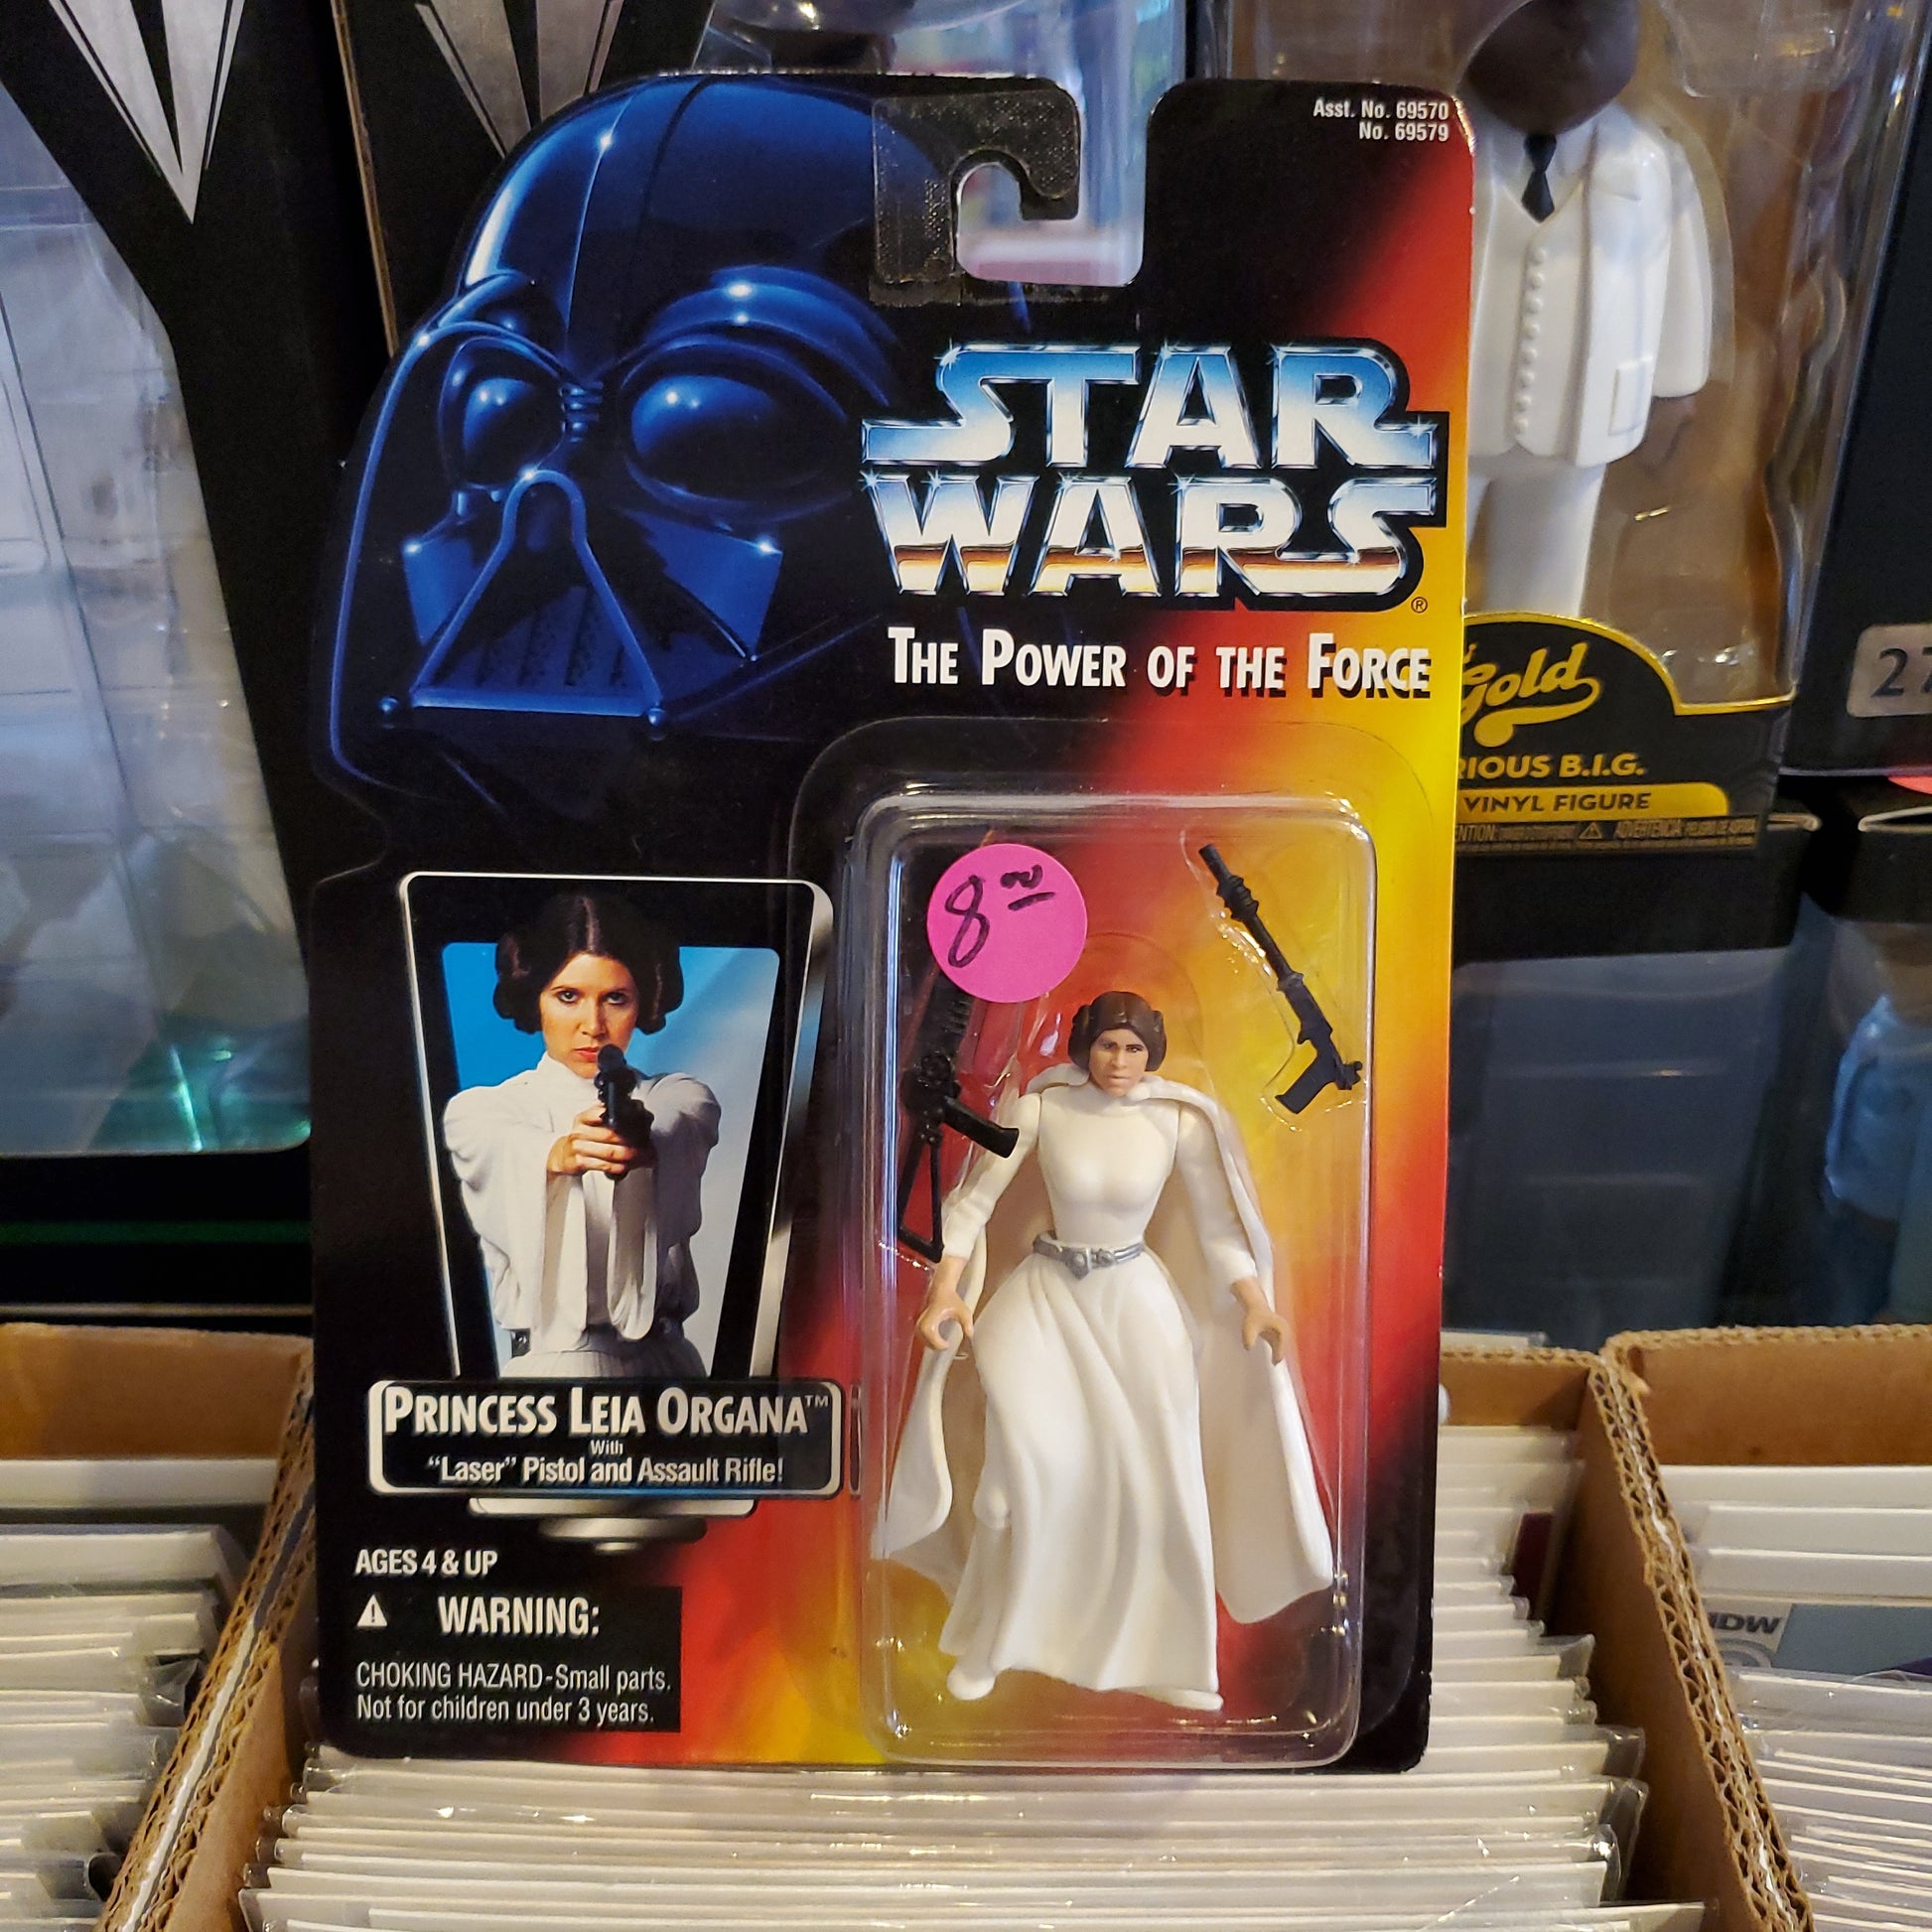 Asst. No. 69570
No. 69579
STAR
WARS
®
THE POWER OF THE FORCE
Gold
RIOUS B.I.G.
VINYL FIGURE
27
8.00
PRINCESS LEIA ORGANA™
With
"Laser" Pistol and Assault Rifle!
AGES 4 & UP
⚠ WARNING:
CHOKING HAZARD-Small parts.
Not for children under 3 years.
IDW